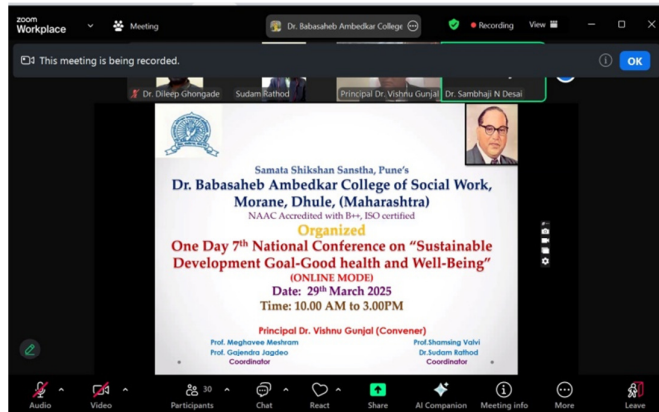 zoom
Workplace
Meeting
Dr. Babasaheb Ambedkar College
Recording
View
This meeting is being recorded.
OK
Dr. Dileep Ghongade
Sudam Rathod
Principal Dr. Vishnu Gunjal
Dr. Sambhaji N Desai
Samata Shikshan Sanstha, Pune's
Dr. Babasaheb Ambedkar College of Social Work,
Morane, Dhule, (Maharashtra)
NAAC Accredited with B++, ISO certified
Organized
One Day 7th National Conference on “Sustainable
Development Goal-Good health and Well-Being”
(ONLINE MODE)
Date: 29th March 2025
Time: 10.00 AM to 3.00PM
Principal Dr. Vishnu Gunjal (Convener)
Prof. Meghavee Meshram
Prof. Gajendra Jagdeo
Coordinator
Prof.Shamsing Valvi
Dr.Sudam Rathod
Coordinator
Audio
Video
30
Participants
Chat
React
Share
AI Companion
Meeting info
More
Leave